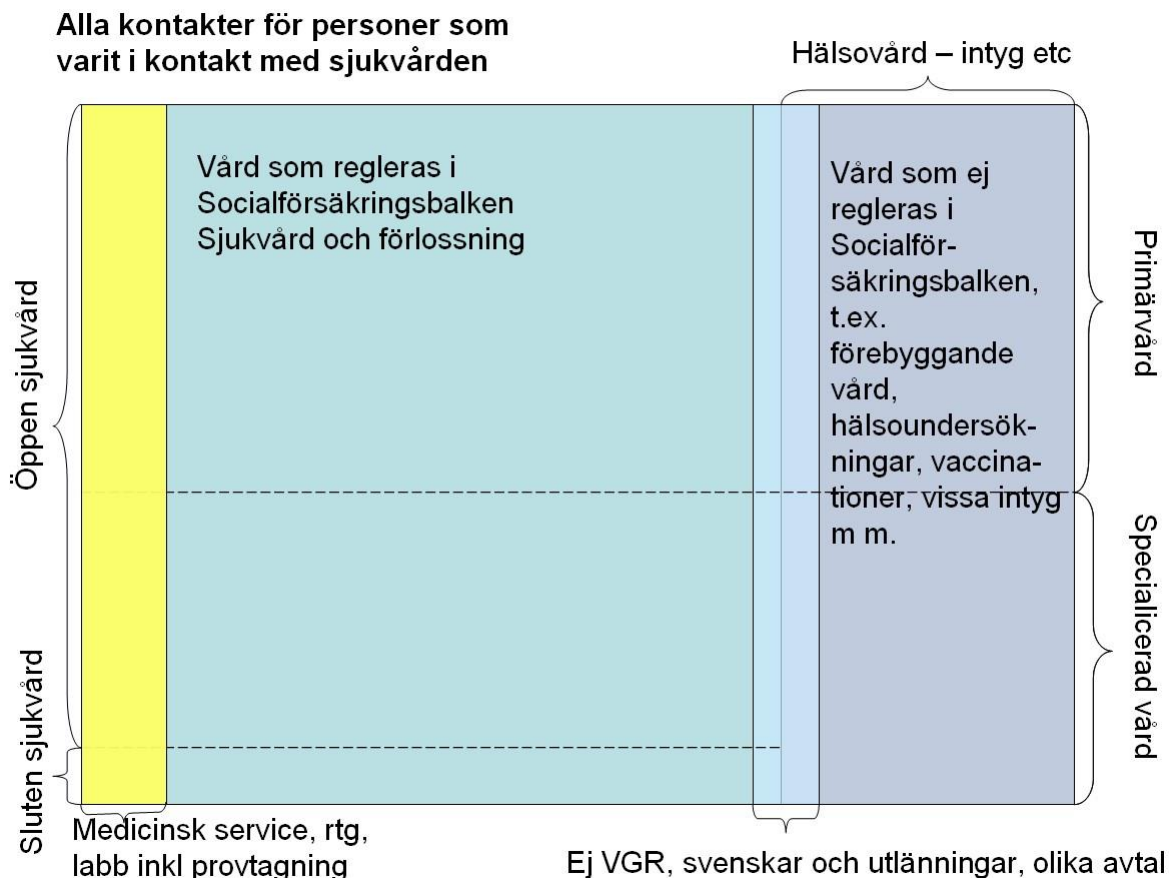 Alla kontakter för personer som
varit i kontakt med sjukvården
Hälsovård – intyg etc
Vård som regleras i
Socialförsäkringsbalken
Sjukvård och förlossning
Vård som ej
regleras i
Socialför-
säkringsbalken,
t.ex.
förebyggande
vård,
hälsoundersök-
ningar, vaccina-
tioner, vissa intyg
m m.
Öppen sjukvård
Sluten sjukvård
Primärvård
Specialicerad vård
Medicinsk service, rtg,
labb inkl provtagning
Ej VGR, svenskar och utlänningar, olika avtal